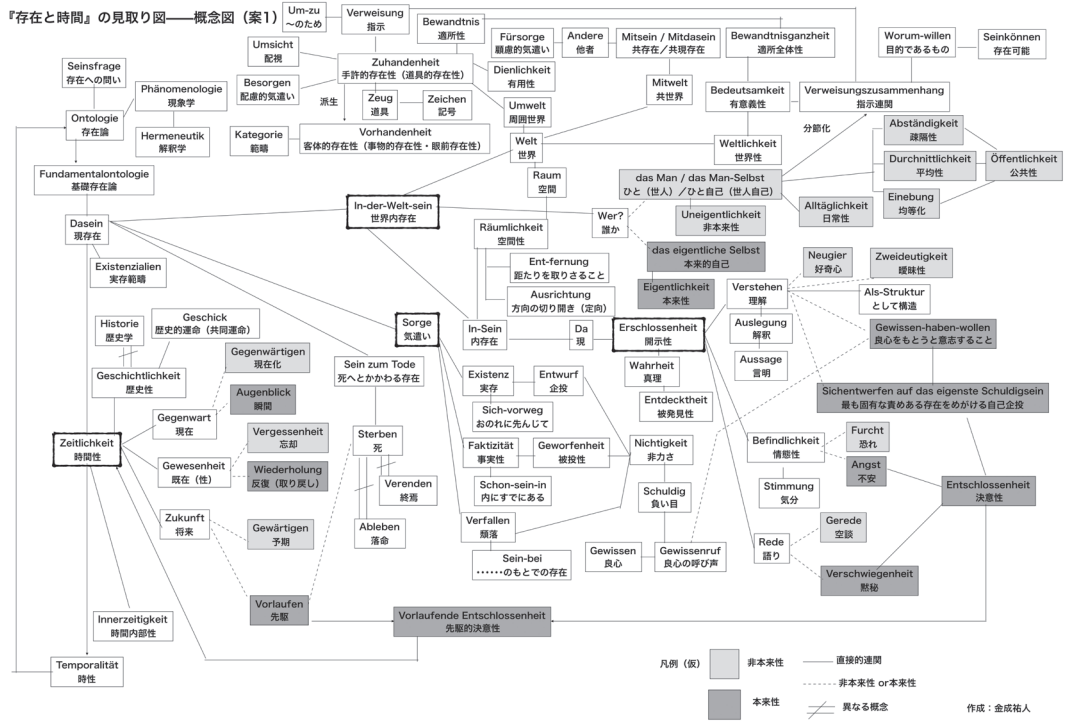 『存在と時間』の見取り図——概念図（案1）
Um-zu
〜のため
Verweisung
指示
Bewandtnis
適所性
Fürsorge
顧慮的気遣い
Andere
他者
Mitsein / Mitdasein
共存在／共現存在
Bewandtnisganzheit
適所全体性
Worum-willen
目的であるもの
Seinkönnen
存在可能
Umsicht
配視
Zuhandenheit
手許的存在性（道具的存在性）
Dienlichkeit
有用性
Besorgen
配慮的気遣い
派生
Zeug
道具
Zeichen
記号
Umwelt
周囲世界
Mitwelt
共世界
Bedeutsamkeit
有意義性
Verweisungszusammenhang
指示連関
Seinsfrage
存在への問い
Phänomenologie
現象学
Ontologie
存在論
Hermeneutik
解釈学
Kategorie
範疇
Vorhandenheit
客体的存在性（事物的存在性・眼前存在性）
Welt
世界
Weltlichkeit
世界性
分節化
Abständigkeit
疎隔性
Durchnittlichkeit
平均性
Öffentlichkeit
公共性
Einebung
均等化
Alltäglichkeit
日常性
Fundamentalontologie
基礎存在論
Raum
空間
das Man / das Man-Selbst
ひと（世人）／ひと自己（世人自己）
In-der-Welt-sein
世界内存在
Wer?
誰か
Uneigentlichkeit
非本来性
Dasein
現存在
Räumlichkeit
空間性
das eigentliche Selbst
本来的自己
Existenzialien
実存範疇
Ent-fernung
距たりを取りさること
Eigentlichkeit
本来性
Ausrichtung
方向の切り開き（定向）
Verstehen
理解
Neugier
好奇心
Zweideutigkeit
曖昧性
Als-Struktur
として構造
Geschick
歴史的運命（共同運命）
Historie
歴史学
Sorge
気遣い
In-Sein
内存在
Da
現
Erschlossenheit
開示性
Auslegung
解釈
Aussage
言明
Gewissen-haben-wollen
良心をもとうと意志すること
Gegenwärtigen
現在化
Geschichtlichkeit
歴史性
Augenblick
瞬間
Sein zum Tode
死へとかかわる存在
Existenz
実存
Entwurf
企投
Wahrheit
真理
Entdecktheit
被発見性
Sichentwerfen auf das eigenste Schuldigsein
最も固有な責めある存在をめがける自己企投
Gegenwart
現在
Sich-vorweg
おのれに先んじて
Zeitlichkeit
時間性
Vergessenheit
忘却
Gewesenheit
既在（性）
Wiederholung
反復（取り戻し）
Sterben
死
Faktizität
事実性
Geworfenheit
被投性
Nichtigkeit
非力さ
Befindlichkeit
情態性
Furcht
恐れ
Angst
不安
Verenden
終焉
Schon-sein-in
内にすでにある
Schuldig
負い目
Stimmung
気分
Entschlossenheit
決意性
Zukunft
将来
Gewärtigen
予期
Ableben
落命
Verfallen
頽落
Sein-bei
‥‥‥のもとでの存在
Gewissen
良心
Gewissenruf
良心の呼び声
Rede
語り
Gerede
空談
Verschwiegenheit
黙秘
Vorlaufen
先駆
Vorlaufende Entschlossenheit
先駆的決意性
Innerzeitigkeit
時間内部性
Temporalität
時性
凡例（仮）
非本来性
直接的連関
非本来性 or本来性
本来性
異なる概念
作成：金成祐人